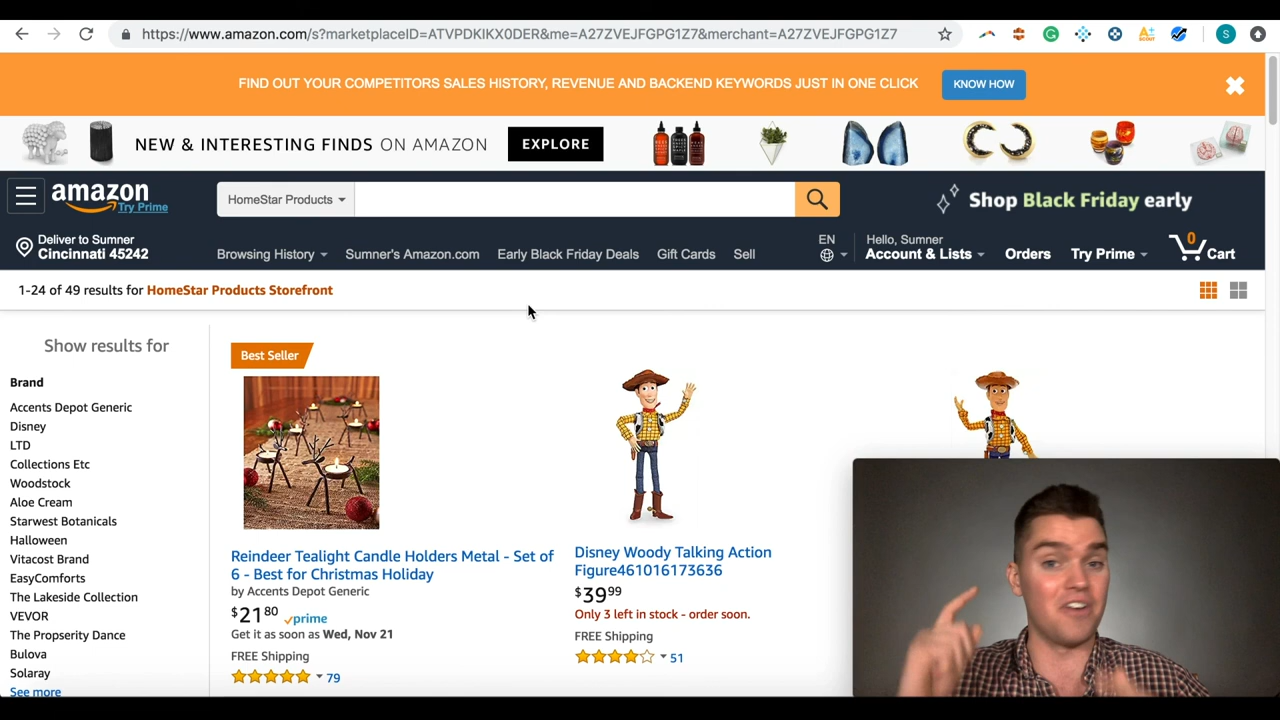 https://www.amazon.com/s?marketplaceID=ATVPDKIKX0DER&me=A27ZVEJFGPG1Z7&merchant=A27ZVEJFGPG1Z7
S
FIND OUT YOUR COMPETITORS SALES HISTORY, REVENUE AND BACKEND KEYWORDS JUST IN ONE CLICK
KNOW HOW
NEW & INTERESTING FINDS ON AMAZON
EXPLORE
amazon
Try Prime
HomeStar Products
Shop Black Friday early
Deliver to Sumner
Cincinnati 45242
Browsing History
Sumner's Amazon.com
Early Black Friday Deals
Gift Cards
Sell
EN
Hello, Sumner
Account & Lists
Orders
Try Prime
0
Cart
1-24 of 49 results for HomeStar Products Storefront
Show results for
Brand
Accents Depot Generic
Disney
LTD
Collections Etc
Woodstock
Aloe Cream
Starwest Botanicals
Halloween
Vitacost Brand
EasyComforts
The Lakeside Collection
VEVOR
The Propserity Dance
Bulova
Solaray
See more
Best Seller
Reindeer Tealight Candle Holders Metal - Set of
6 - Best for Christmas Holiday
by Accents Depot Generic
$21 80 prime
Get it as soon as Wed, Nov 21
FREE Shipping
79
Disney Woody Talking Action
Figure461016173636
$39 99
Only 3 left in stock - order soon.
FREE Shipping
51